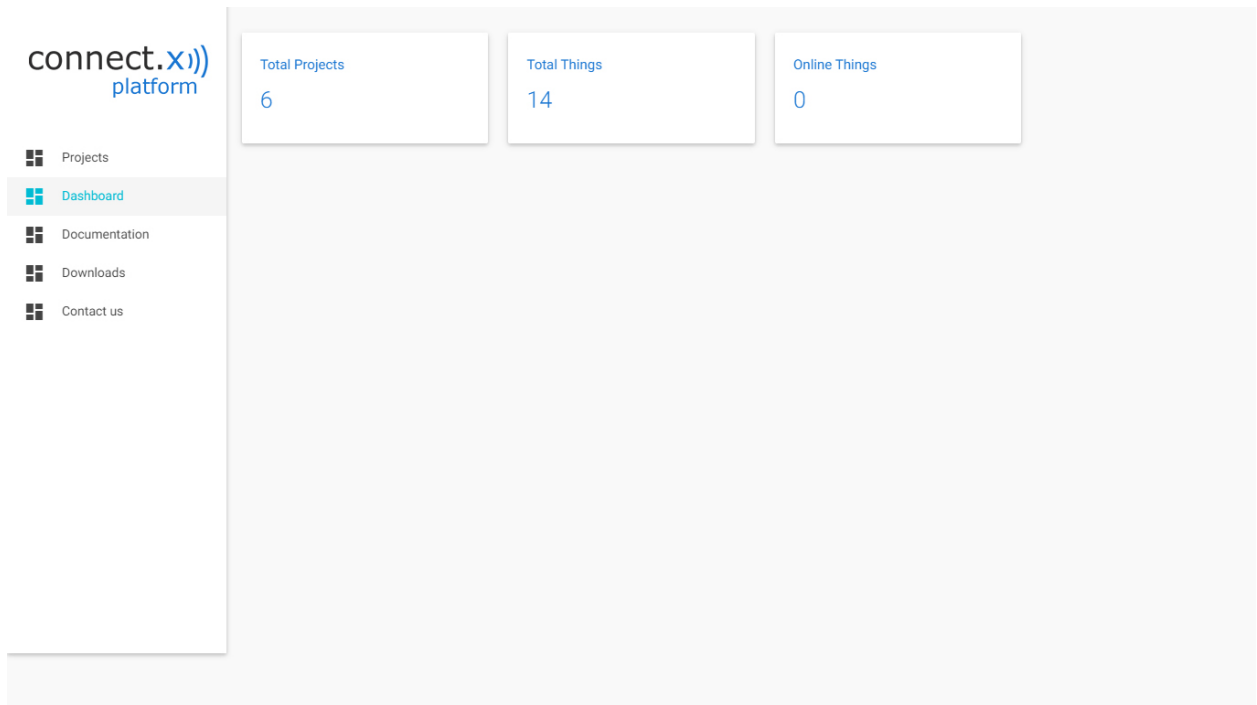 connect.x
platform
Projects
Dashboard
Documentation
Downloads
Contact us
Total Projects
6
Total Things
14
Online Things
0